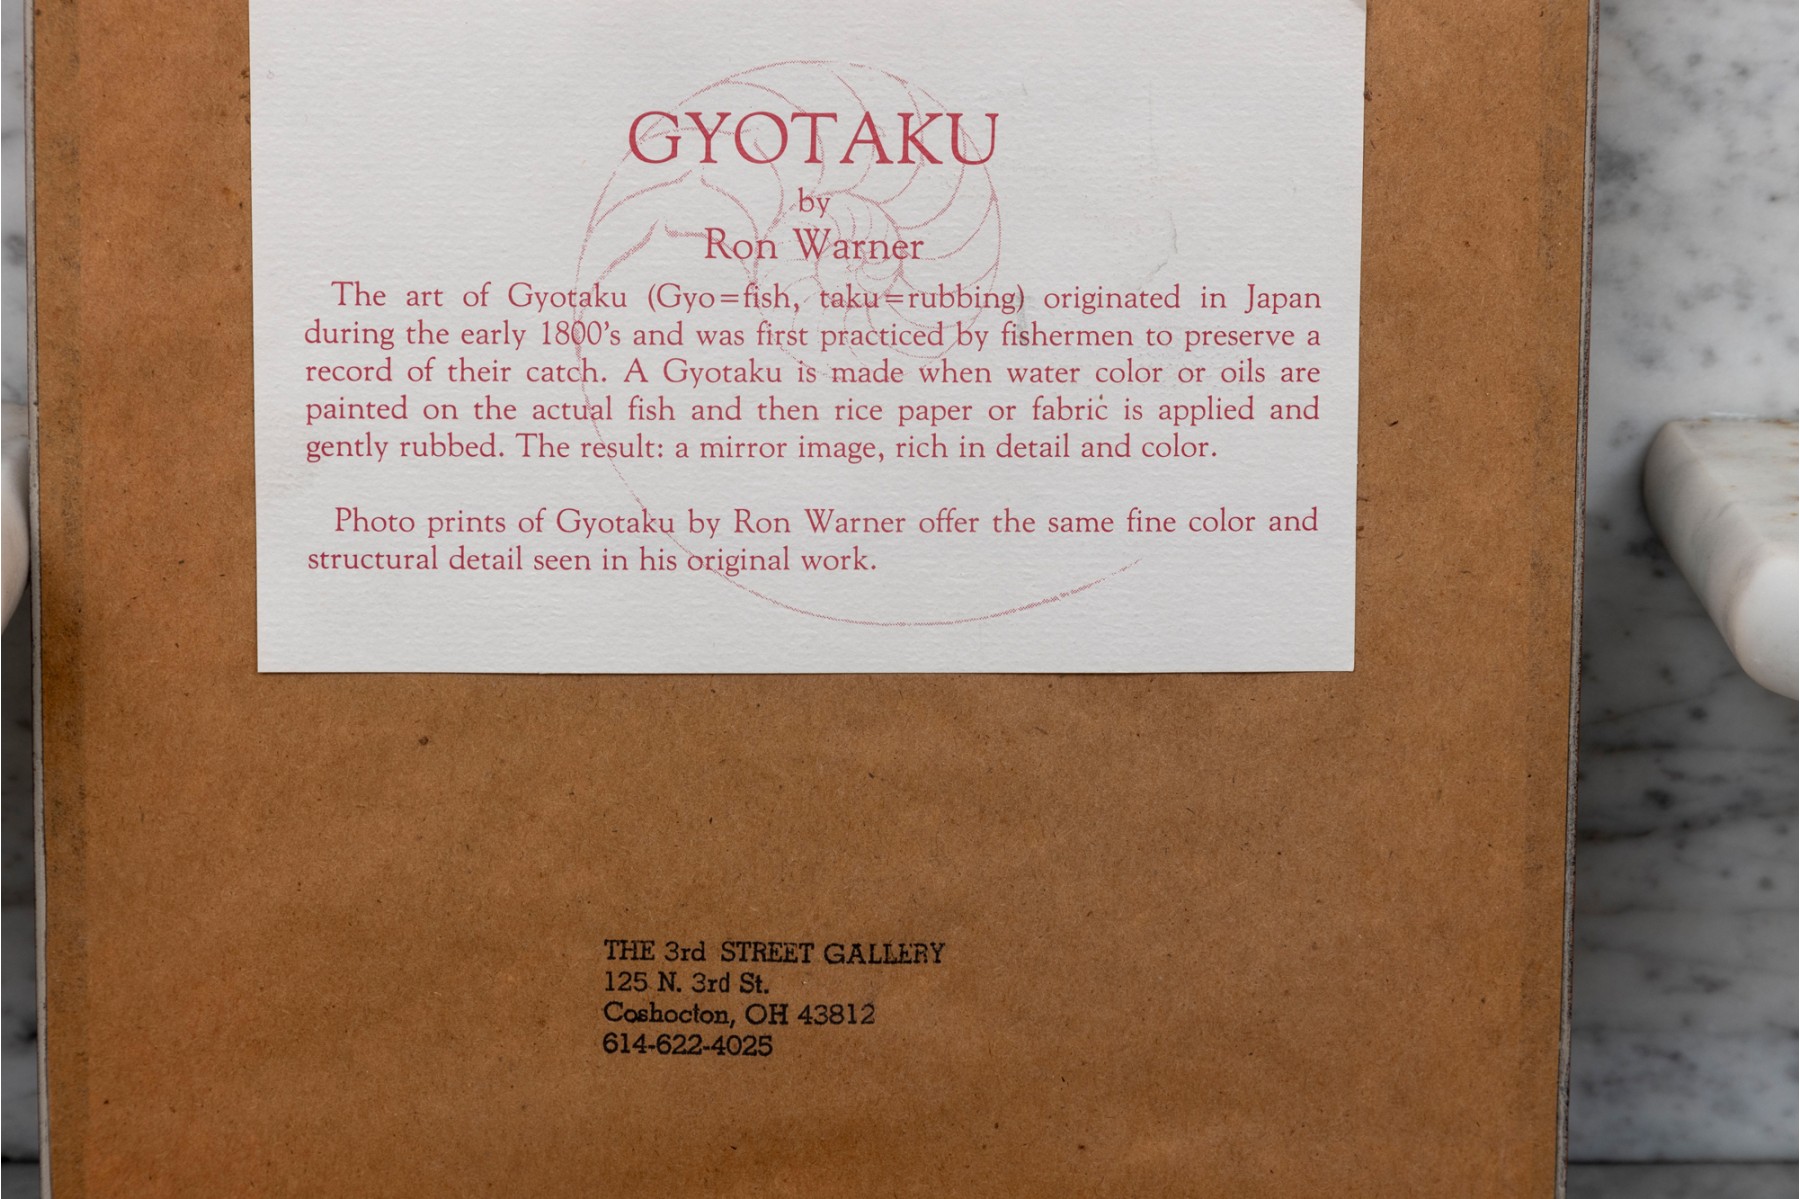 GYOTAKU
by
Ron Warner
The art of Gyotaku (Gyo=fish, taku=rubbing) originated in Japan
during the early 1800's and was first practiced by fishermen to preserve a
record of their catch. A Gyotaku is made when water color or oils are
painted on the actual fish and then rice paper or fabric is applied and
gently rubbed. The result: a mirror image, rich in detail and color.
Photo prints of Gyotaku by Ron Warner offer the same fine color and
structural detail seen in his original work.
THE 3rd STREET GALLERY
125 N. 3rd St.
Coshocton, OH 43812
614-622-4025